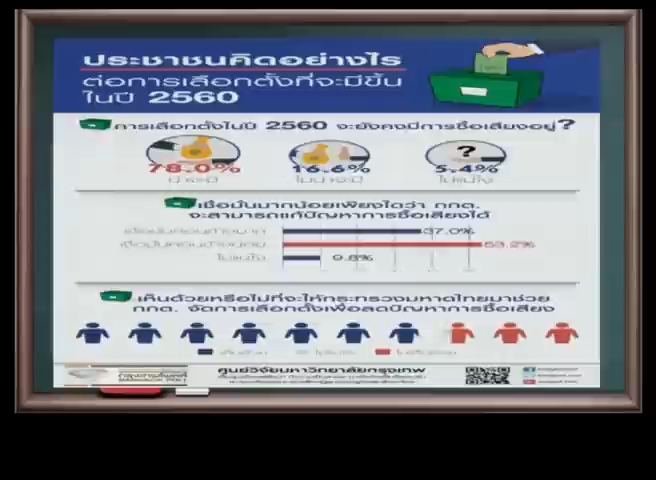 ประชาชนคิดอย่างไร
ต่อการเลือกตั้งที่จะมีขึ้น
ในปี 2560
การเลือกตั้งในปี 2560 จะยังคงมีการซื้อเสียงอยู่?
78.0% 16.6% 5.4%
ไม่แน่ใจ
เชื่อมั่นมากน้อยเพียงใดว่า กกต.
จะสามารถแก้ปัญหาการซื้อเสียงได้
37.0%
53.2%
ไม่แน่ใจ 9.8%
เห็นด้วยหรือไม่ที่จะให้กระทรวงมหาดไทยมาช่วย
กกต. จัดการเลือกตั้งเพื่อลดปัญหาการซื้อเสียง
ศูนย์วิจัยมหาวิทยาลัยกรุงเทพ
BANGKOK POLL